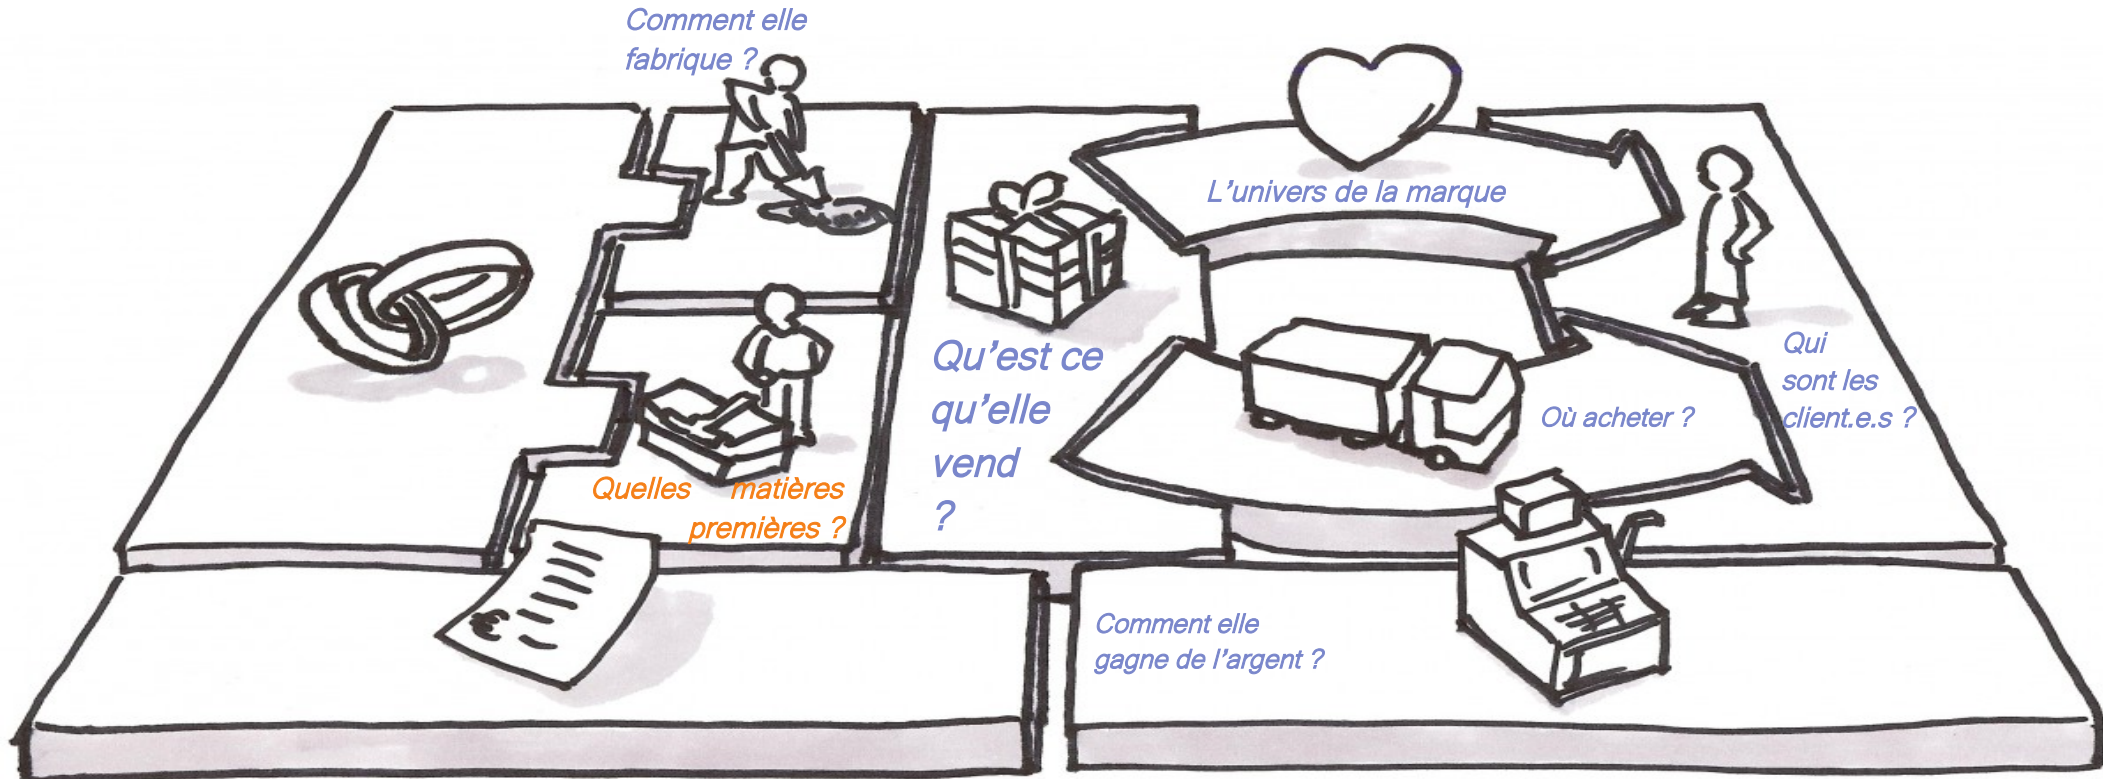 Comment elle
fabrique ?
L'univers de la marque
Qu'est ce
qu'elle
vend
?
Qui
sont les
client.e.s ?
Où acheter ?
Quelles matières
premières ?
Comment elle
gagne de l'argent ?